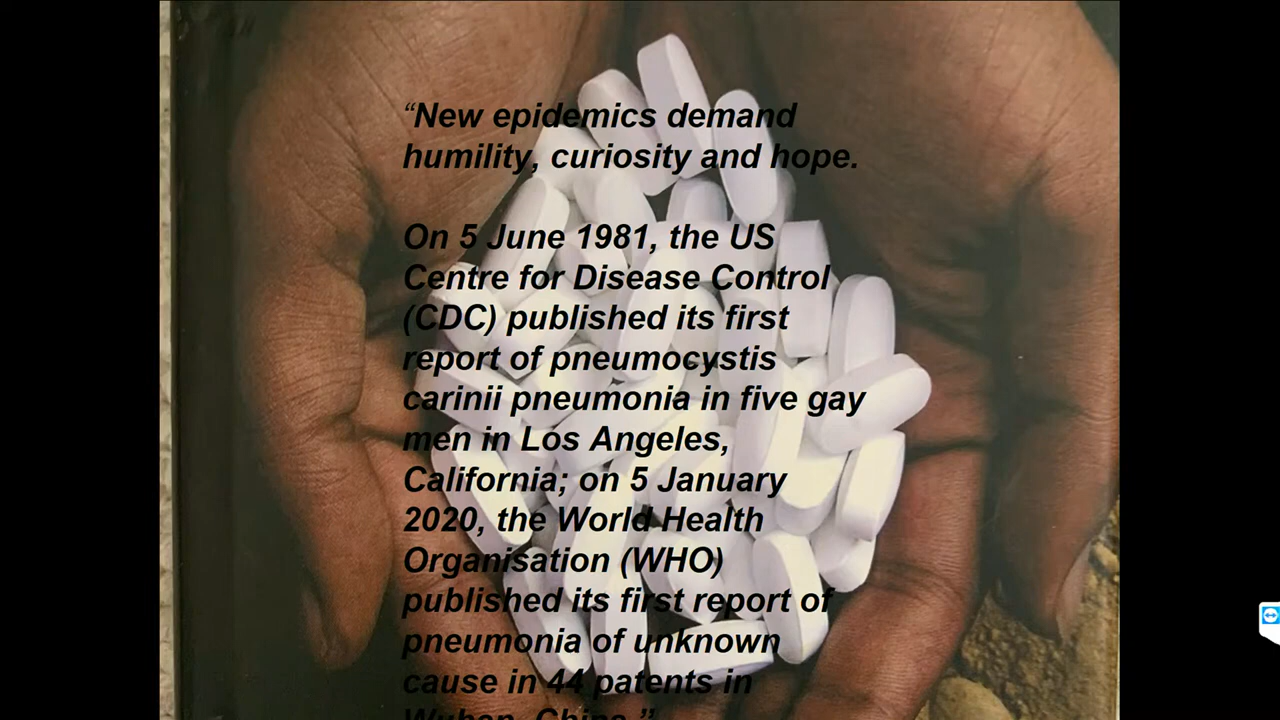 “New epidemics demand
humility, curiosity and hope.
On 5 June 1981, the US
Centre for Disease Control
(CDC) published its first
report of pneumocystis
carinii pneumonia in five gay
men in Los Angeles,
California; on 5 January
2020, the World Health
Organisation (WHO)
published its first report of
pneumonia of unknown
cause in 44 patents in
Wuhan, China.”